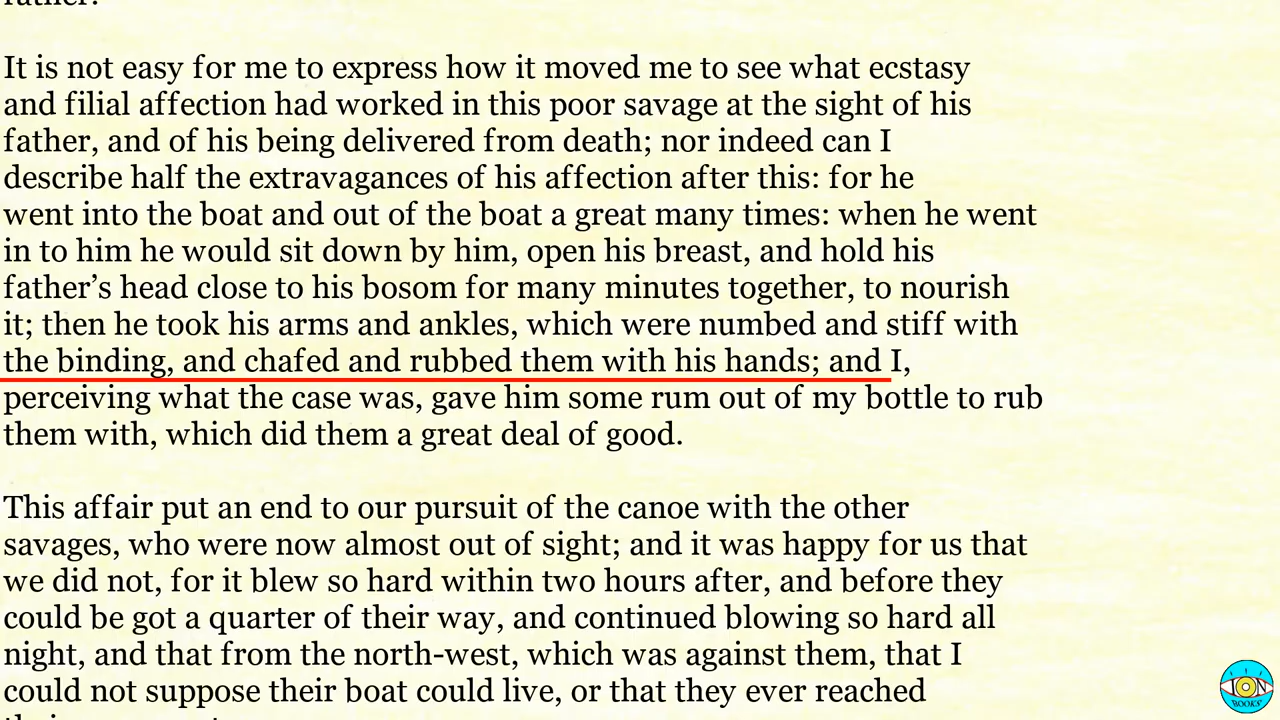 father.
It is not easy for me to express how it moved me to see what ecstasy
and filial affection had worked in this poor savage at the sight of his
father, and of his being delivered from death; nor indeed can I
describe half the extravagances of his affection after this: for he
went into the boat and out of the boat a great many times: when he went
in to him he would sit down by him, open his breast, and hold his
father’s head close to his bosom for many minutes together, to nourish
it; then he took his arms and ankles, which were numbed and stiff with
the binding, and chafed and rubbed them with his hands; and I,
perceiving what the case was, gave him some rum out of my bottle to rub
them with, which did them a great deal of good.
This affair put an end to our pursuit of the canoe with the other
savages, who were now almost out of sight; and it was happy for us that
we did not, for it blew so hard within two hours after, and before they
could be got a quarter of their way, and continued blowing so hard all
night, and that from the north-west, which was against them, that I
could not suppose their boat could live, or that they ever reached
ION
BOOKS